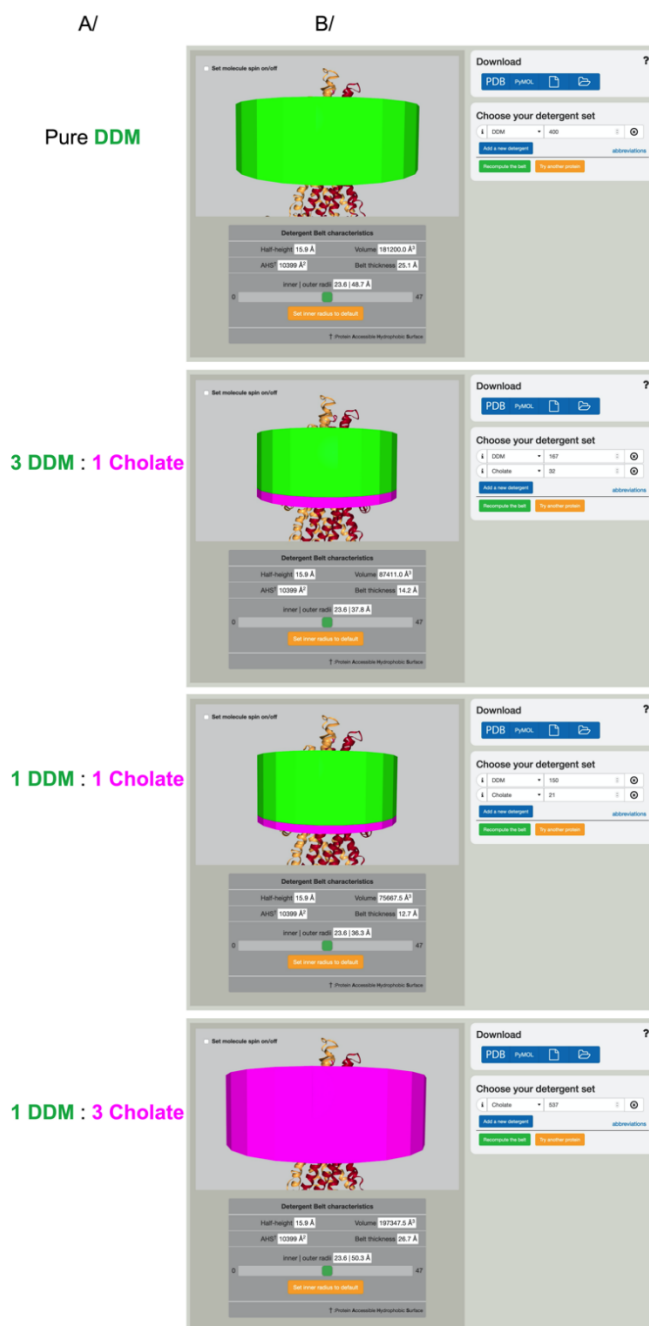 A/ B/
Pure DDM
Set molecule spin on/off
Download ?
PDB PyMOL
Choose your detergent set
i DDM 400
Add a new detergent abbreviations
Recompute the belt Try another protein
Detergent Belt characteristics
Half-height 15.9 Å Volume 181200.0 Å³
AHS† 10399 Å² Belt thickness 25.1 Å
inner | outer radii 23.6 | 48.7 Å
0 47
Set inner radius to default
† Protein Accessible Hydrophobic Surface
3 DDM : 1 Cholate
Set molecule spin on/off
Download ?
PDB PyMOL
Choose your detergent set
i DDM 167
i Cholate 32
Add a new detergent abbreviations
Recompute the belt Try another protein
Detergent Belt characteristics
Half-height 15.9 Å Volume 87411.0 Å³
AHS† 10399 Å² Belt thickness 14.2 Å
inner | outer radii 23.6 | 37.8 Å
0 47
Set inner radius to default
† Protein Accessible Hydrophobic Surface
1 DDM : 1 Cholate
Set molecule spin on/off
Download ?
PDB PyMOL
Choose your detergent set
i DDM 150
i Cholate 21
Add a new detergent abbreviations
Recompute the belt Try another protein
Detergent Belt characteristics
Half-height 15.9 Å Volume 75667.5 Å³
AHS† 10399 Å² Belt thickness 12.7 Å
inner | outer radii 23.6 | 36.3 Å
0 47
Set inner radius to default
† Protein Accessible Hydrophobic Surface
1 DDM : 3 Cholate
Set molecule spin on/off
Download ?
PDB PyMOL
Choose your detergent set
i Cholate 537
Add a new detergent abbreviations
Recompute the belt Try another protein
Detergent Belt characteristics
Half-height 15.9 Å Volume 197347.5 Å³
AHS† 10399 Å² Belt thickness 26.7 Å
inner | outer radii 23.6 | 50.3 Å
0 47
Set inner radius to default
† Protein Accessible Hydrophobic Surface